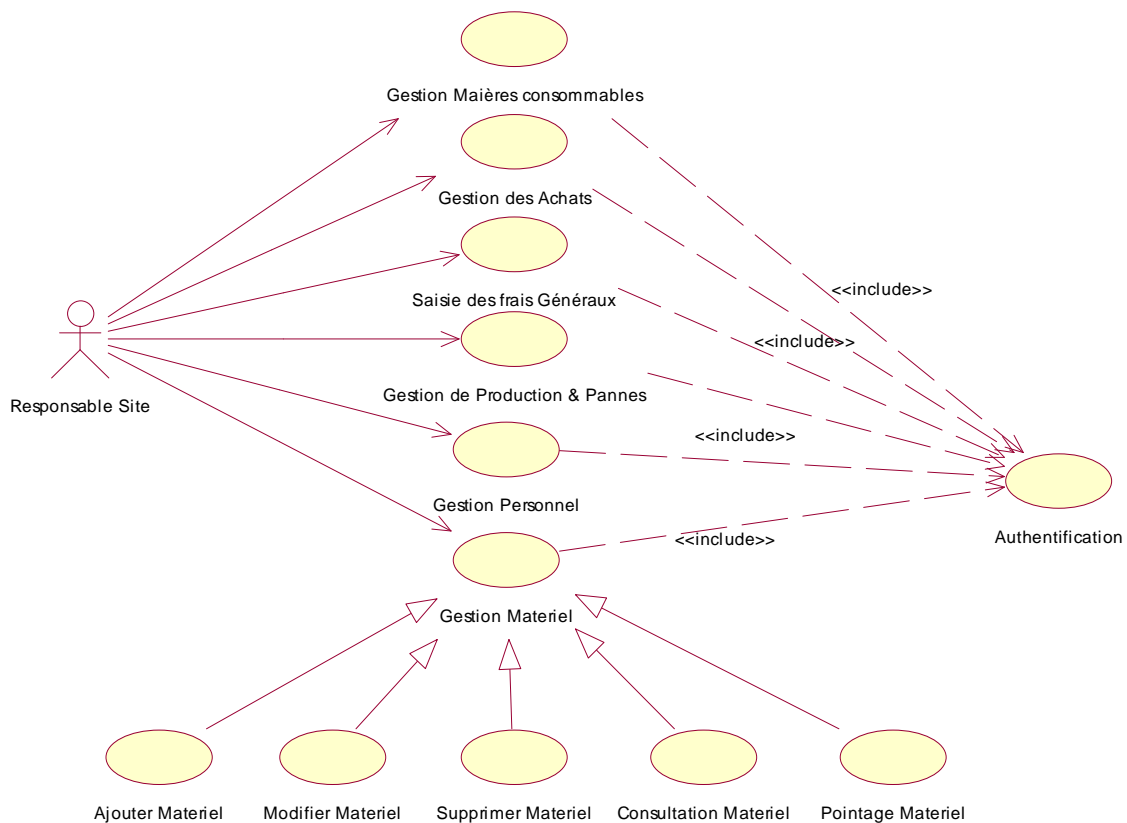 Gestion Maières consommables
Gestion des Achats
<<include>>
Saisie des frais Généraux
<<include>>
Responsable Site
Gestion de Production & Pannes
<<include>>
Gestion Personnel
<<include>>
Authentification
Gestion Materiel
Ajouter Materiel
Modifier Materiel
Supprimer Materiel
Consultation Materiel
Pointage Materiel